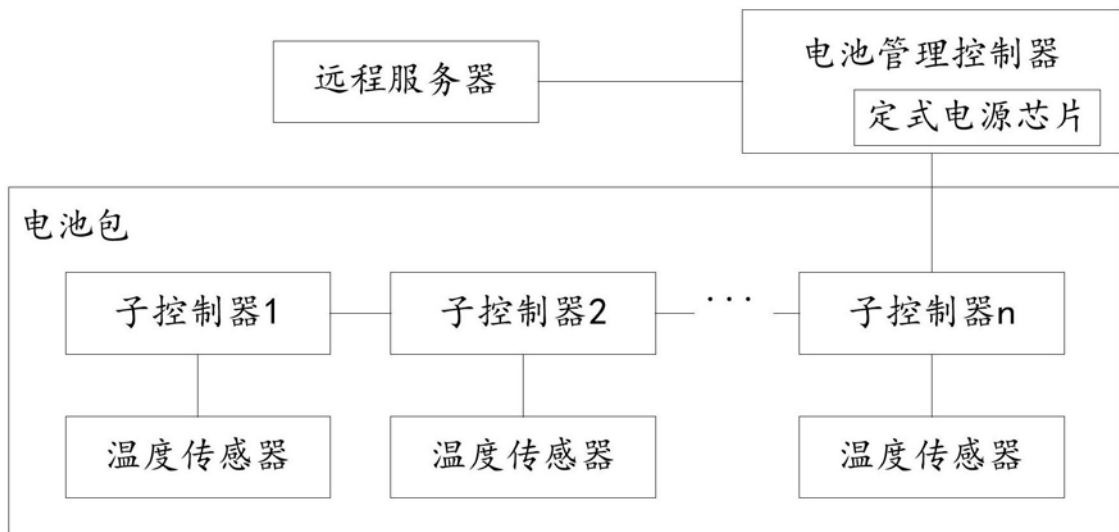 远程服务器
电池管理控制器
定式电源芯片
电池包
子控制器1
子控制器2
...
子控制器n
温度传感器
温度传感器
温度传感器